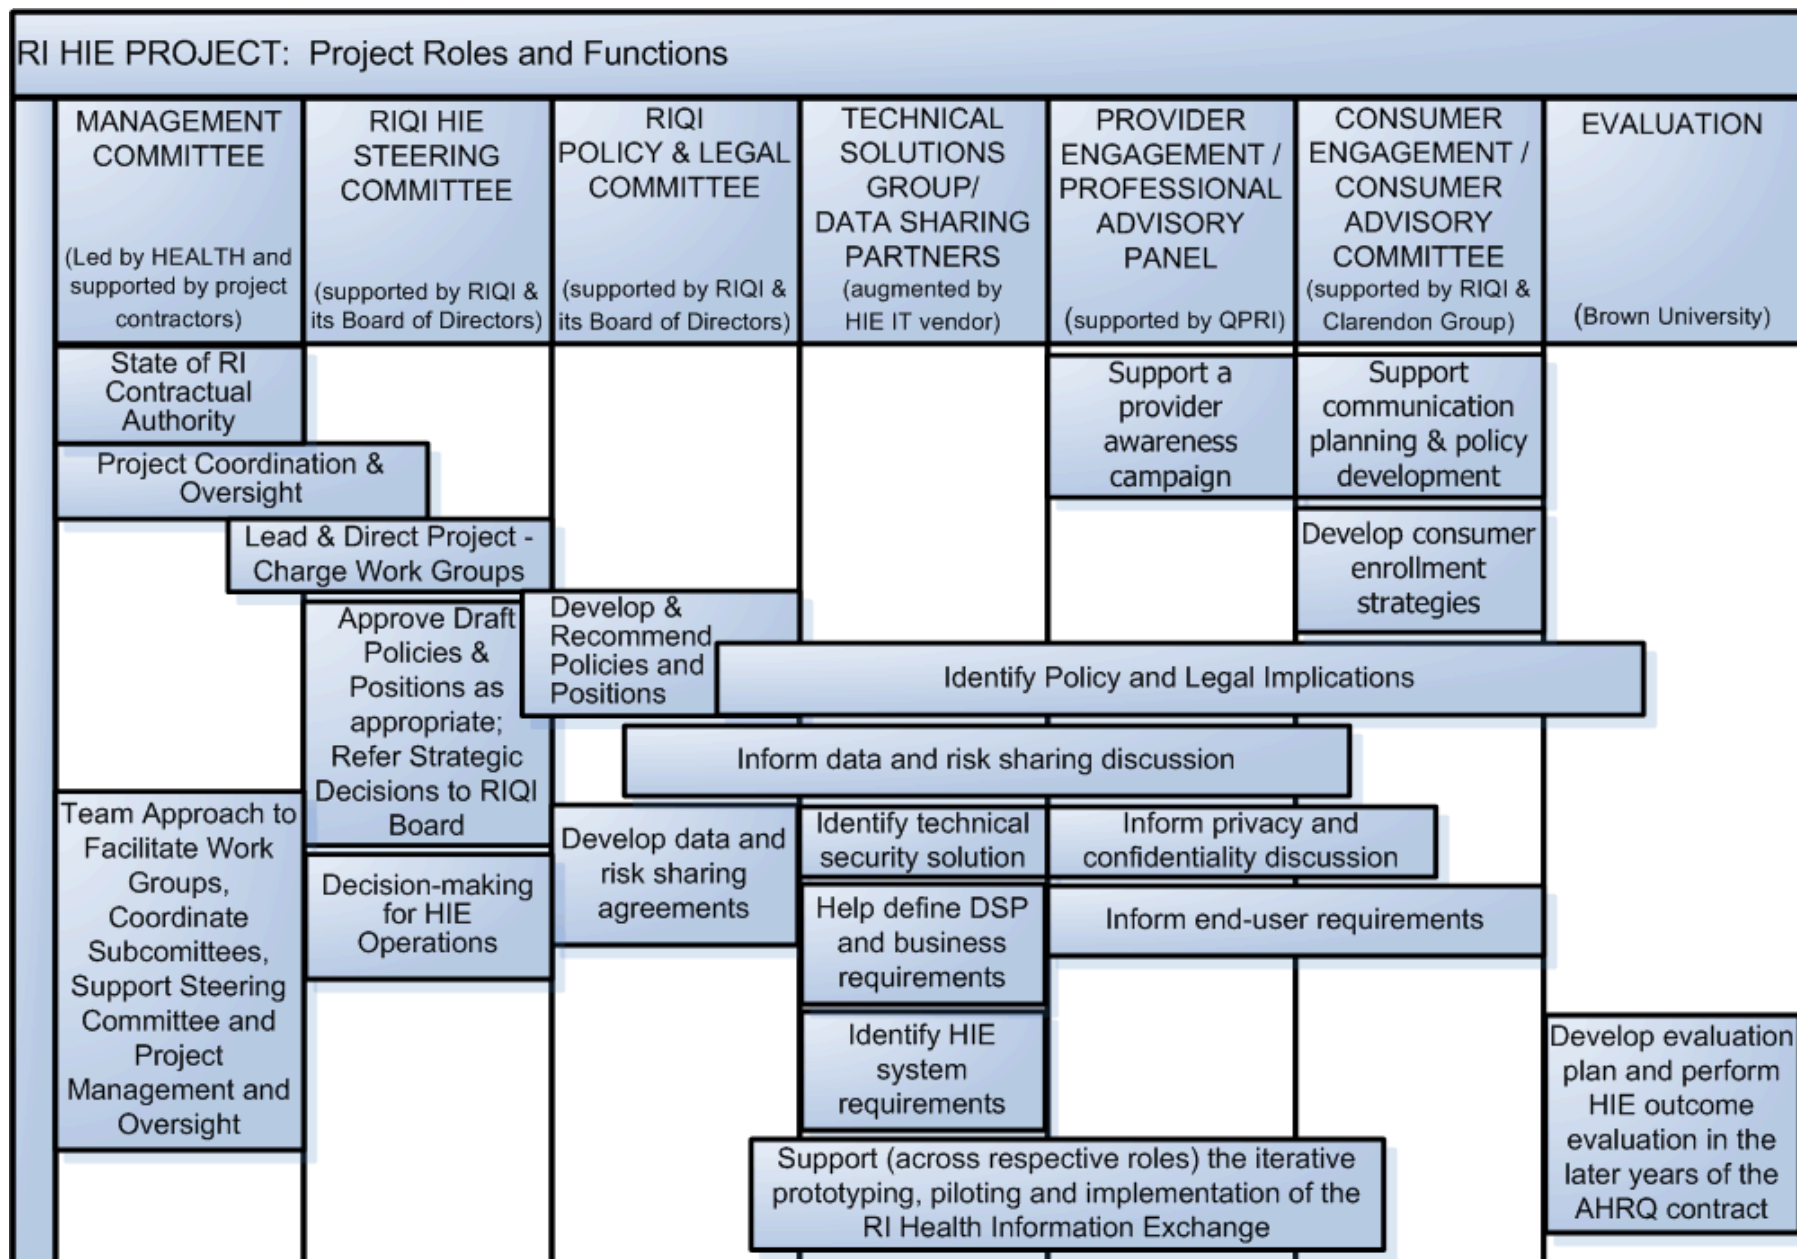 RI HIE PROJECT:  Project Roles and Functions
MANAGEMENT
COMMITTEE
(Led by HEALTH and
supported by project
contractors)
RIQI HIE
STEERING
COMMITTEE
(supported by RIQI &
its Board of Directors)
RIQI
POLICY & LEGAL
COMMITTEE
(supported by RIQI &
its Board of Directors)
TECHNICAL
SOLUTIONS
GROUP/
DATA SHARING
PARTNERS
(augmented by
HIE IT vendor)
PROVIDER
ENGAGEMENT /
PROFESSIONAL
ADVISORY
PANEL
(supported by QPRI)
CONSUMER
ENGAGEMENT /
CONSUMER
ADVISORY
COMMITTEE
(supported by RIQI &
Clarendon Group)
EVALUATION
(Brown University)
State of RI
Contractual
Authority
Support a
provider
awareness
campaign
Support
communication
planning & policy
development
Project Coordination &
Oversight
Lead & Direct Project -
Charge Work Groups
Develop consumer
enrollment
strategies
Approve Draft
Policies &
Positions as
appropriate;
Refer Strategic
Decisions to RIQI
Board
Develop &
Recommend
Policies and
Positions
Identify Policy and Legal Implications
Inform data and risk sharing discussion
Team Approach to
Facilitate Work
Groups,
Coordinate
Subcomittees,
Support Steering
Committee and
Project
Management and
Oversight
Decision-making
for HIE
Operations
Develop data and
risk sharing
agreements
Identify technical
security solution
Inform privacy and
confidentiality discussion
Help define DSP
and business
requirements
Inform end-user requirements
Identify HIE
system
requirements
Develop evaluation
plan and perform
HIE outcome
evaluation in the
later years of the
AHRQ contract
Support (across respective roles) the iterative
prototyping, piloting and implementation of the
RI Health Information Exchange